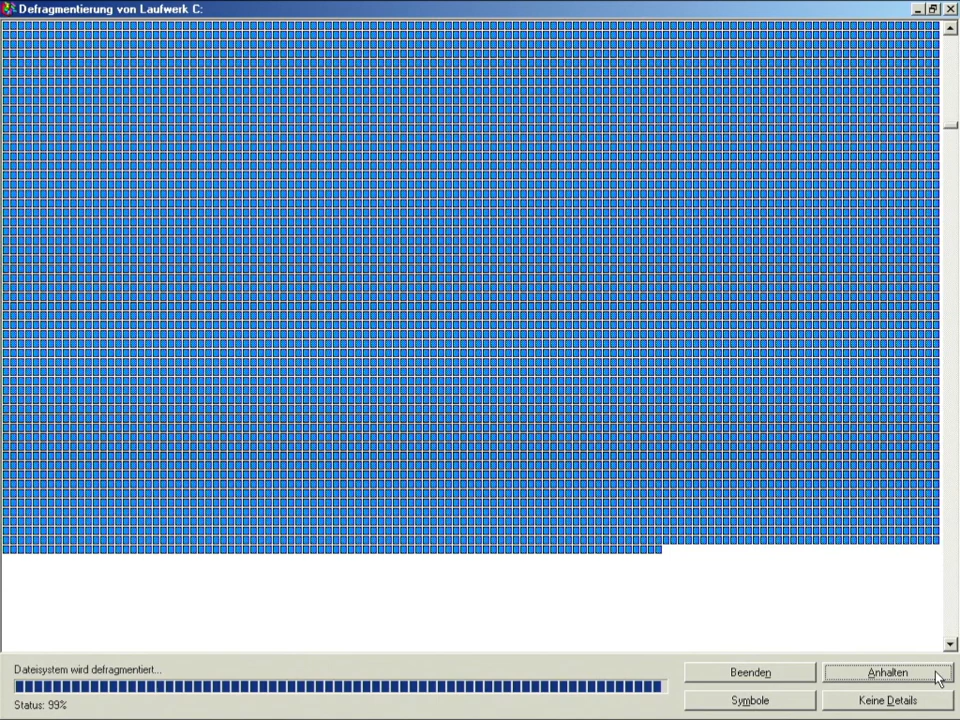 Defragmentierung von Laufwerk C:
Dateisystem wird defragmentiert...
Status: 99%
Beenden
Anhalten
Symbole
Keine Details